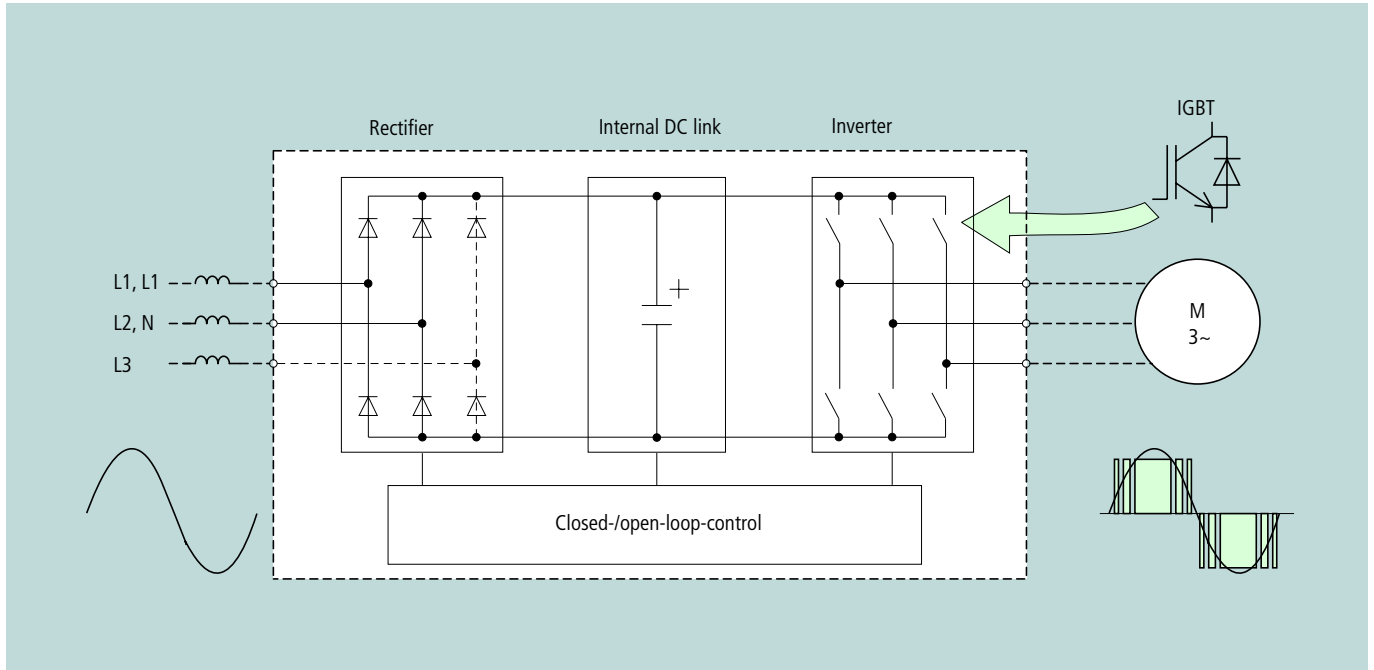 IGBT
Rectifier
Internal DC link
Inverter
L1, L1
L2, N
L3
+
M
3~
Closed-/open-loop-control